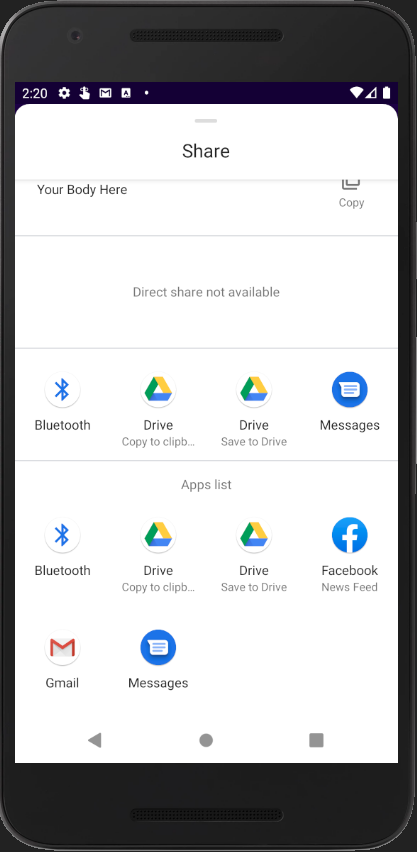 2:20
Share
Your Body Here
Copy
Direct share not available
Bluetooth
Drive
Copy to clipb...
Drive
Save to Drive
Messages
Apps list
Bluetooth
Drive
Copy to clipb...
Drive
Save to Drive
Facebook
News Feed
Gmail
Messages